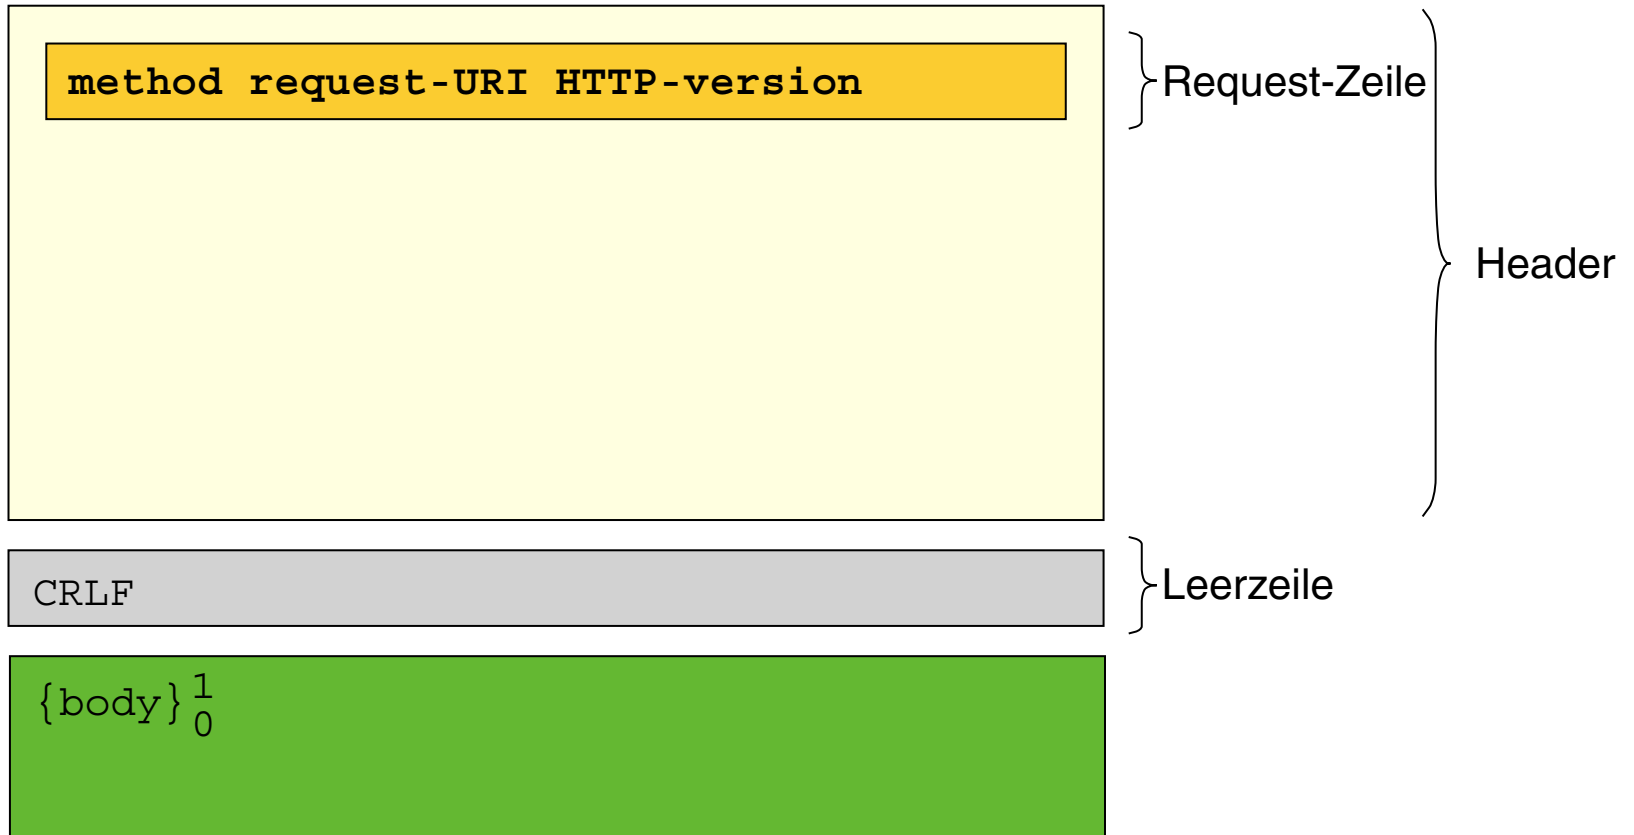 method request-URI HTTP-version
Request-Zeile
Header
CRLF
Leerzeile
{body}1
0